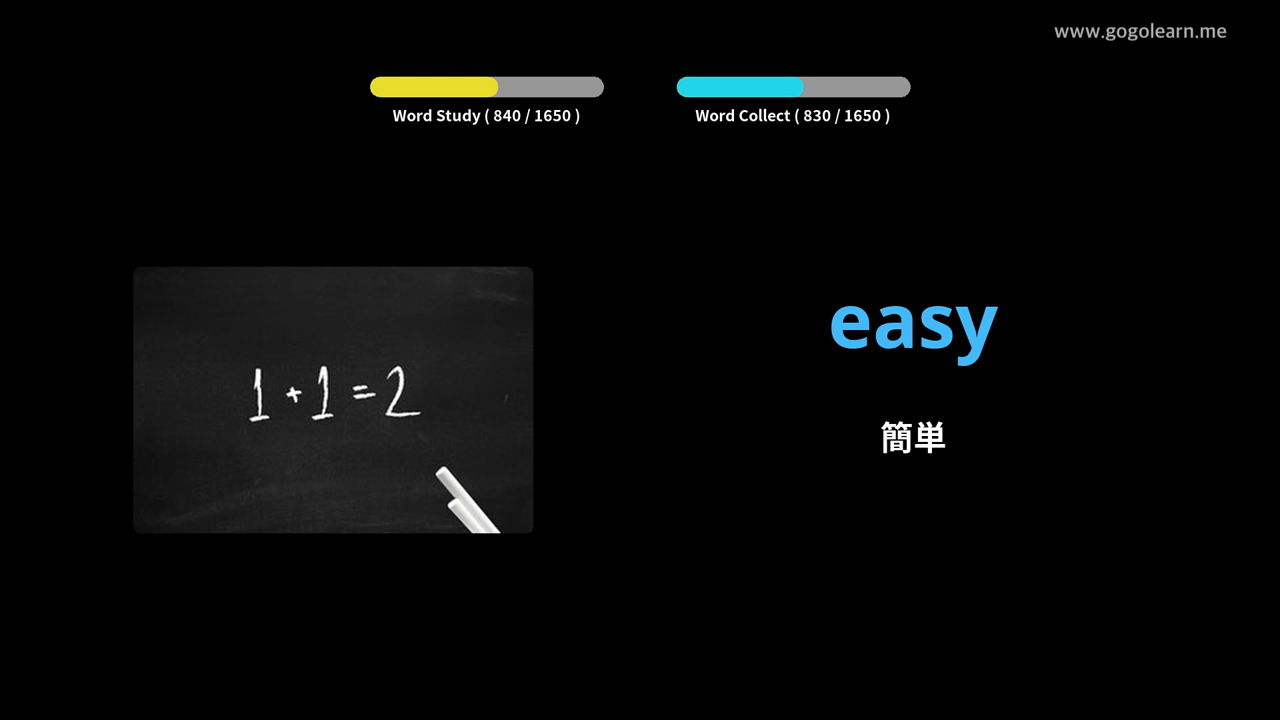 www.gogolearn.me
Word Study ( 840 / 1650 )
Word Collect ( 830 / 1650 )
1 + 1 = 2
easy
簡単